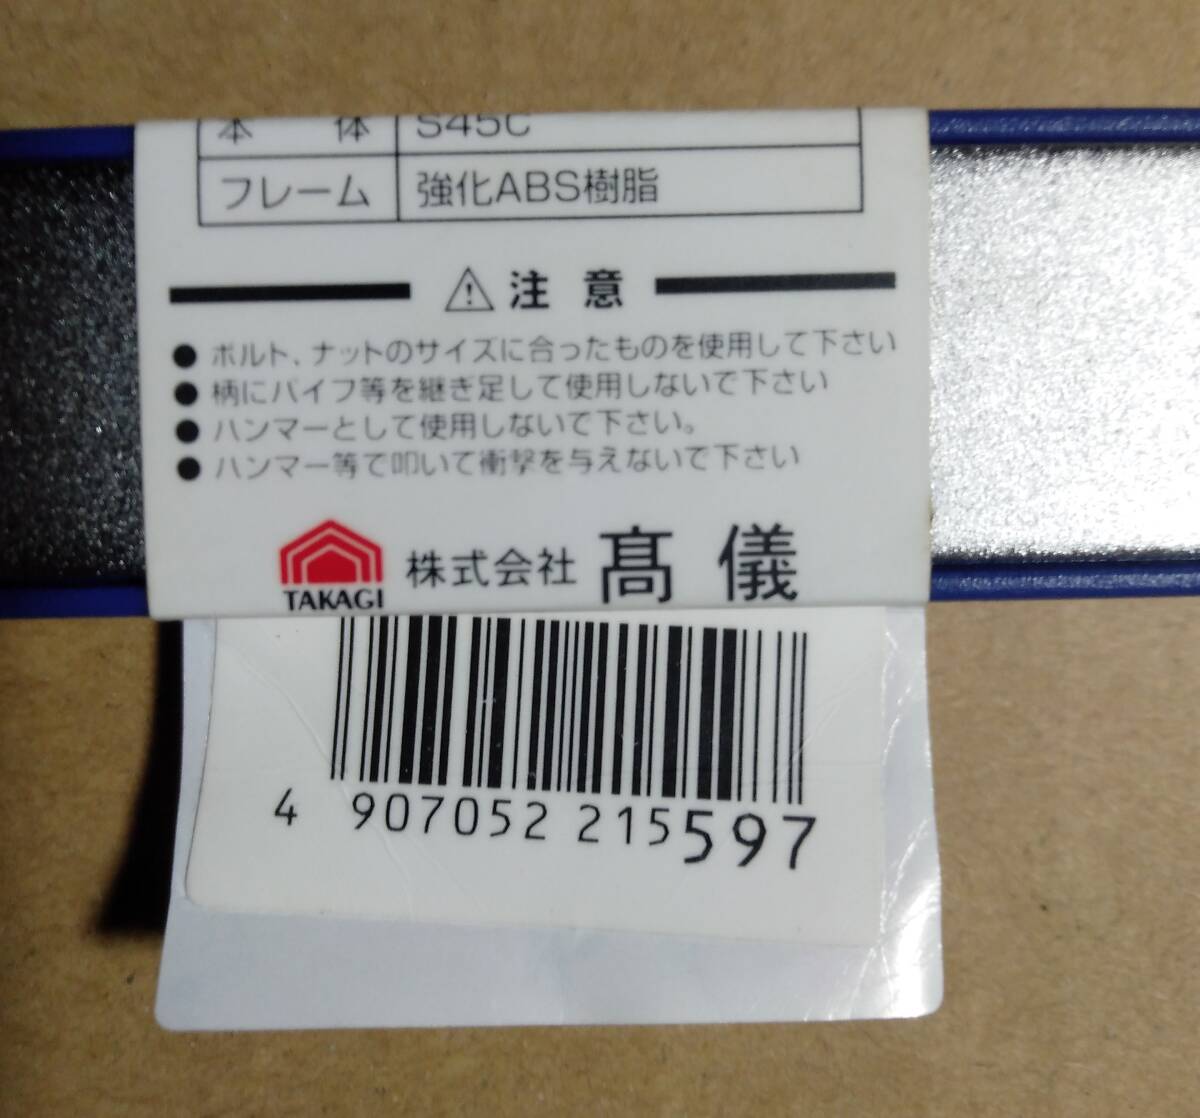 本 体 S45C
フレーム 強化ABS樹脂
⚠ 注意
● ボルト、ナットのサイズに合ったものを使用して下さい
● 柄にパイプ等を継ぎ足して使用しないで下さい
● ハンマーとして使用しないで下さい。
● ハンマー等で叩いて衝撃を与えないで下さい
TAKAGI 株式会社 髙儀
4 907052 215597